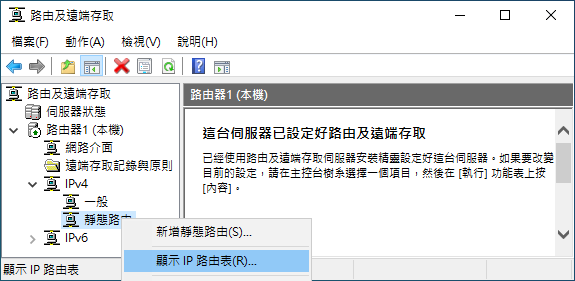 路由及遠端存取
檔案(F) 動作(A) 檢視(V) 說明(H)
路由及遠端存取
伺服器狀態
路由器1 (本機)
網路介面
遠端存取記錄與原則
IPv4
一般
靜態路由
IPv6
路由器1 (本機)
這台伺服器已設定好路由及遠端存取
已經使用路由及遠端存取伺服器安裝精靈設定好這台伺服器。如果要改變
目前的設定，請在主控台樹系選擇一個項目，然後在 [執行] 功能表上按
[內容]。
新增靜態路由(S)...
顯示 IP 路由表(R)...
顯示 IP 路由表